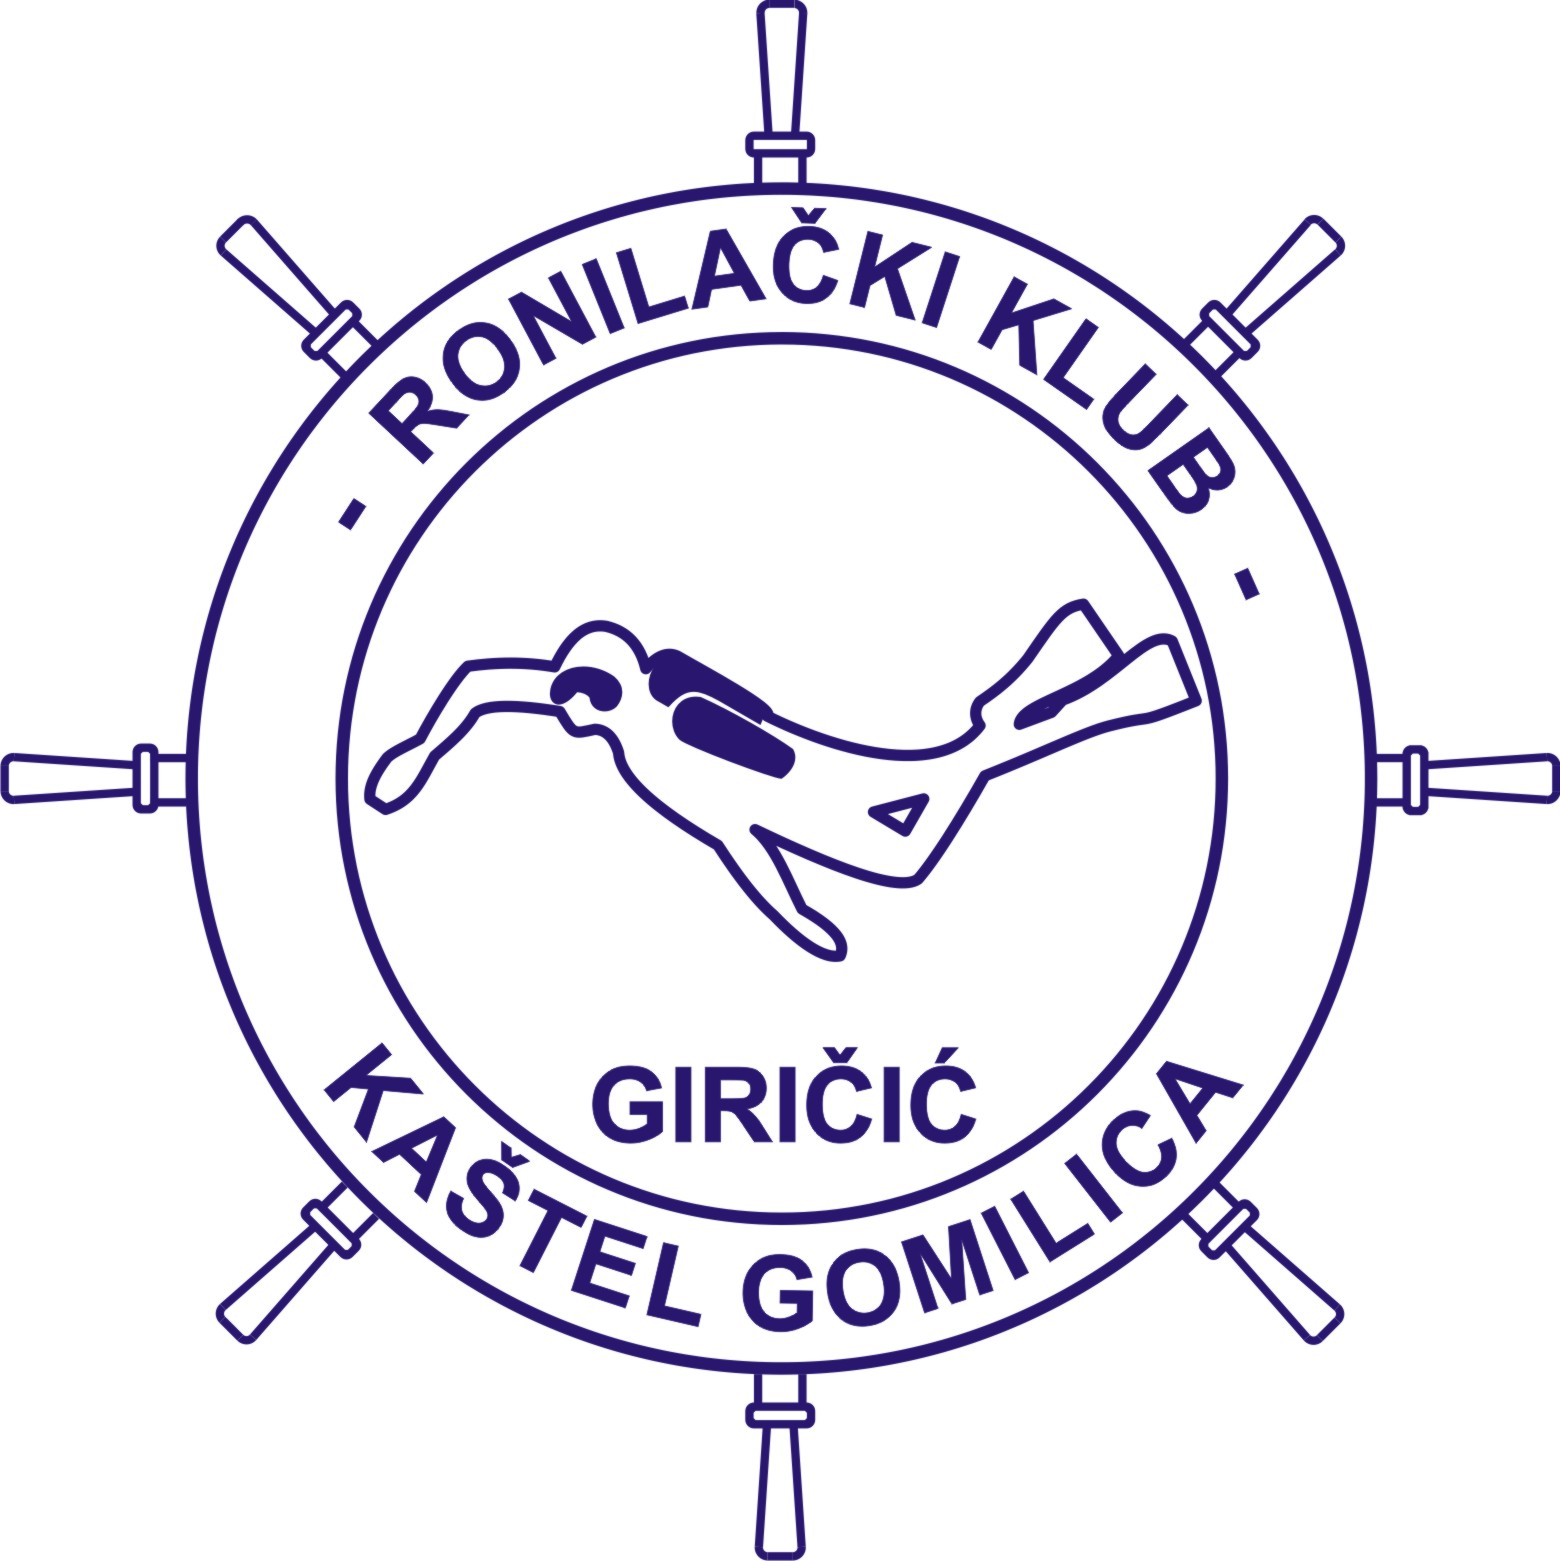 - RONILAČKI KLUB -
GIRIČIĆ
KAŠTEL GOMILICA